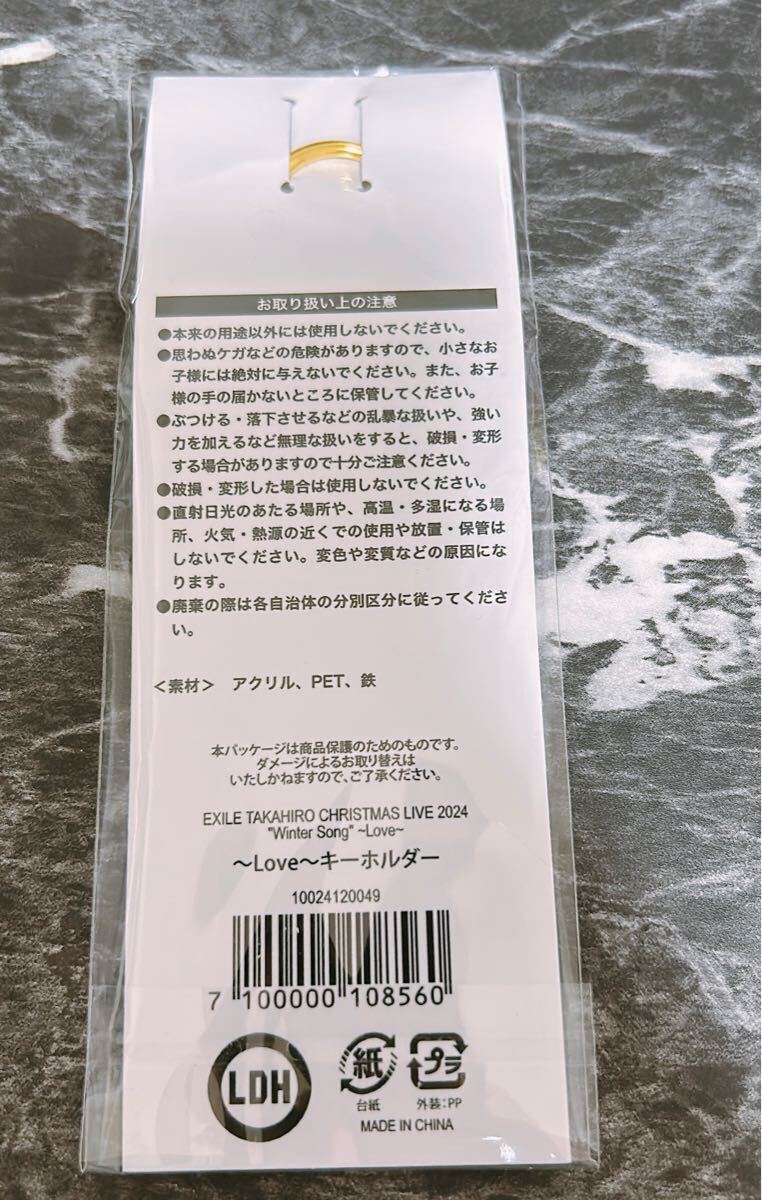 お取り扱い上の注意
●本来の用途以外には使用しないでください。
●思わぬケガなどの危険がありますので、小さなお
子様には絶対に与えないでください。また、お子
様の手の届かないところに保管してください。
●ぶつける・落下させるなどの乱暴な扱いや、強い
力を加えるなど無理な扱いをすると、破損・変形
する場合がありますので十分ご注意ください。
●破損・変形した場合は使用しないでください。
●直射日光のあたる場所や、高温・多湿になる場
所、火気・熱源の近くでの使用や放置・保管は
しないでください。変色や変質などの原因にな
ります。
●廃棄の際は各自治体の分別区分に従ってくださ
い。
＜素材＞ アクリル、PET、鉄
本パッケージは商品保護のためのものです。
ダメージによるお取り替えは
いたしかねますので、ご了承ください。
EXILE TAKAHIRO CHRISTMAS LIVE 2024
"Winter Song" ~Love~
～Love～キーホルダー
10024120049
7 100000 108560
LDH
紙
プラ
台紙
外装:PP
MADE IN CHINA